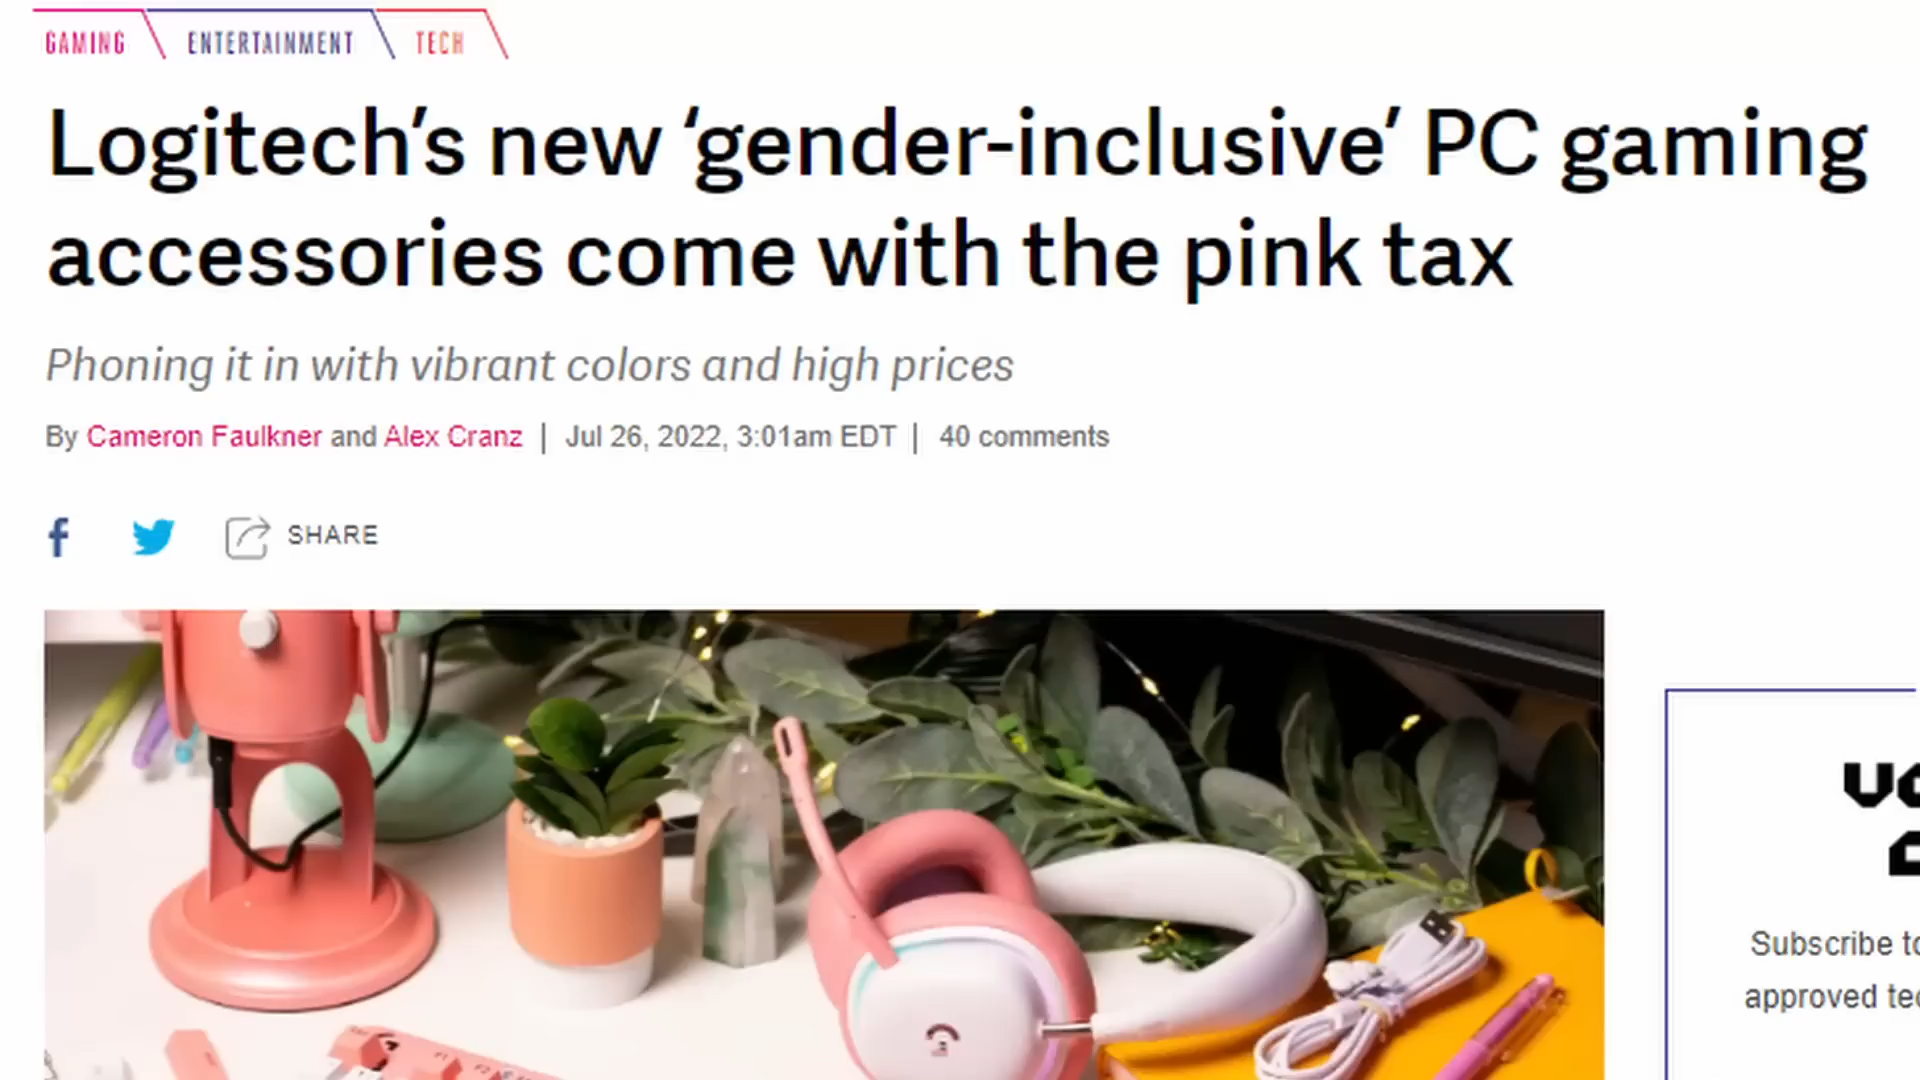 GAMING ENTERTAINMENT TECH
Logitech’s new ‘gender-inclusive’ PC gaming
accessories come with the pink tax
Phoning it in with vibrant colors and high prices
By Cameron Faulkner and Alex Cranz | Jul 26, 2022, 3:01am EDT | 40 comments
SHARE
Subscribe to
approved